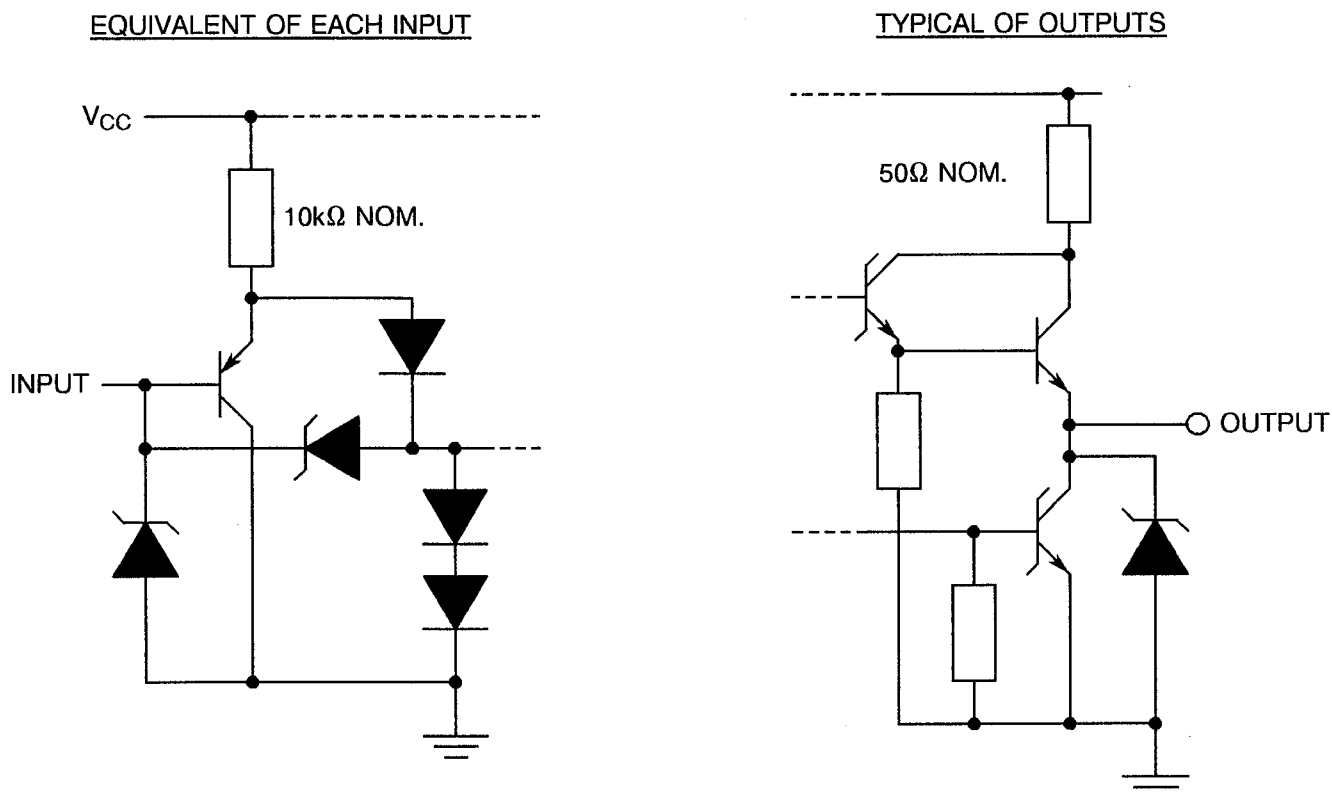 EQUIVALENT OF EACH INPUT
TYPICAL OF OUTPUTS
VCC
10kΩ NOM.
50Ω NOM.
INPUT
OUTPUT